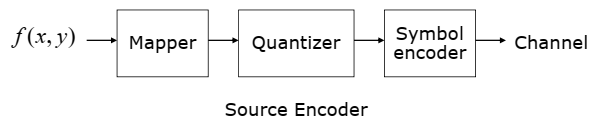 f(x, y)
Mapper
Quantizer
Symbol
encoder
Channel
Source Encoder